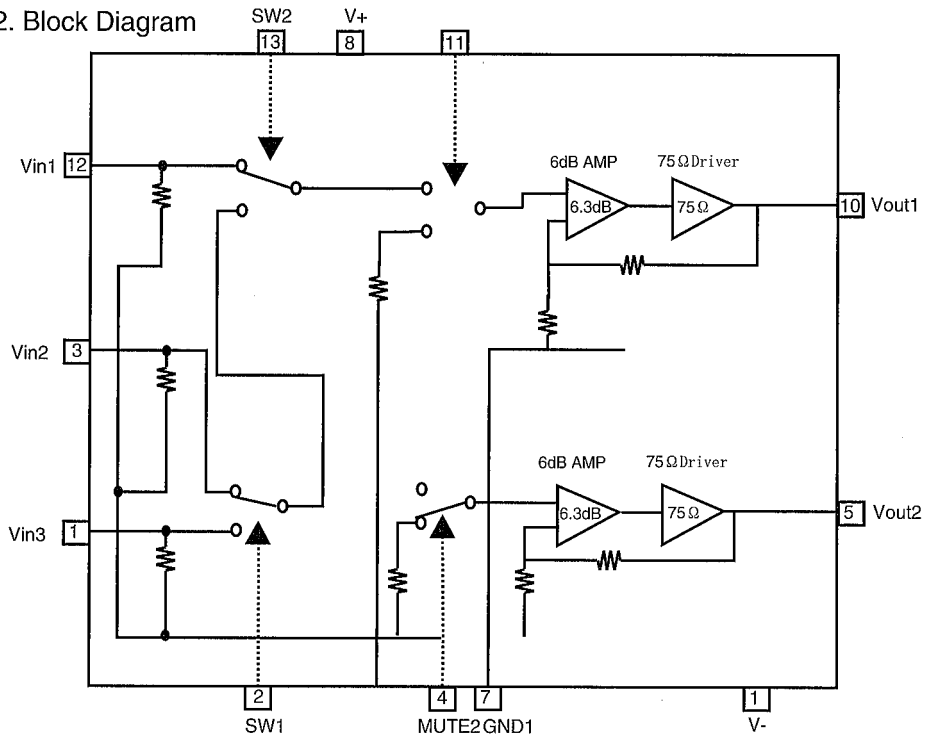 2. Block Diagram
SW2
V+
13
8
11
Vin1
12
6dB AMP
75ΩDriver
6.3dB
75Ω
10
Vout1
Vin2
3
6dB AMP
75ΩDriver
6.3dB
75Ω
5
Vout2
Vin3
1
2
4
7
1
SW1
MUTE2
GND1
V-